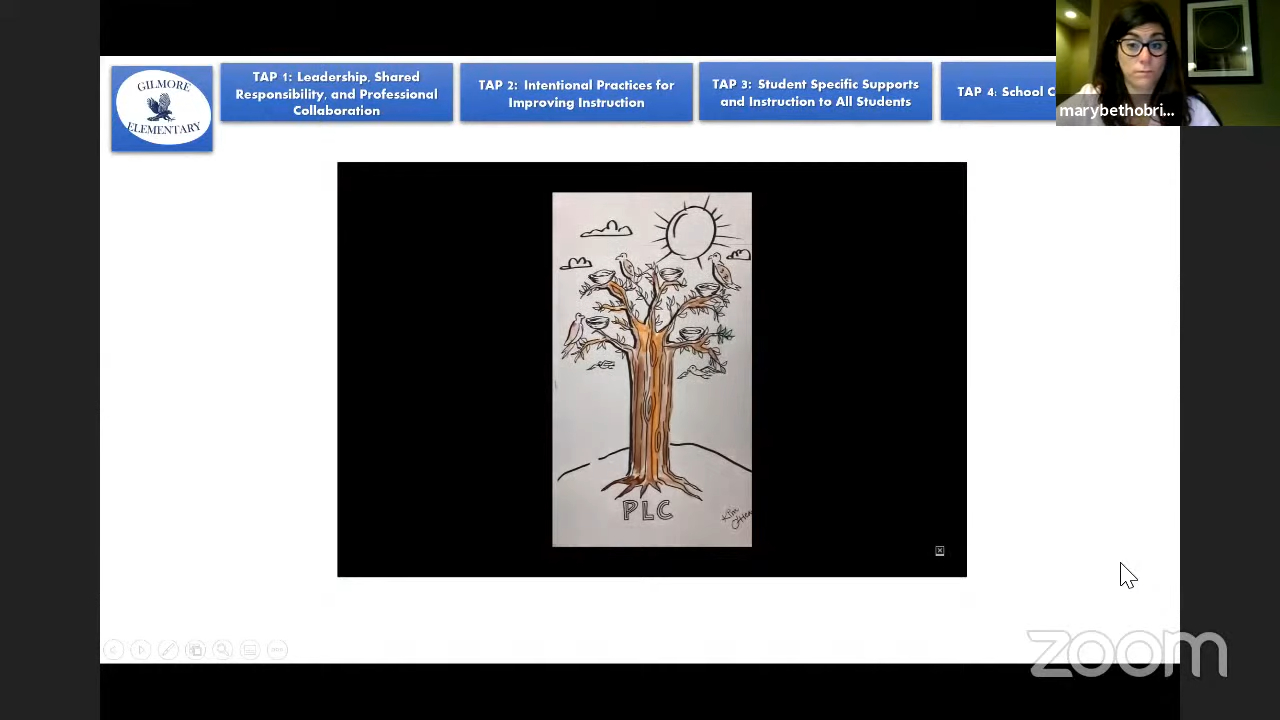 GILMORE
ELEMENTARY
TAP 1: Leadership, Shared
Responsibility, and Professional
Collaboration
TAP 2: Intentional Practices for
Improving Instruction
TAP 3: Student Specific Supports
and Instruction to All Students
TAP 4: School C
marybethobri...
PLC
Kim
zoom